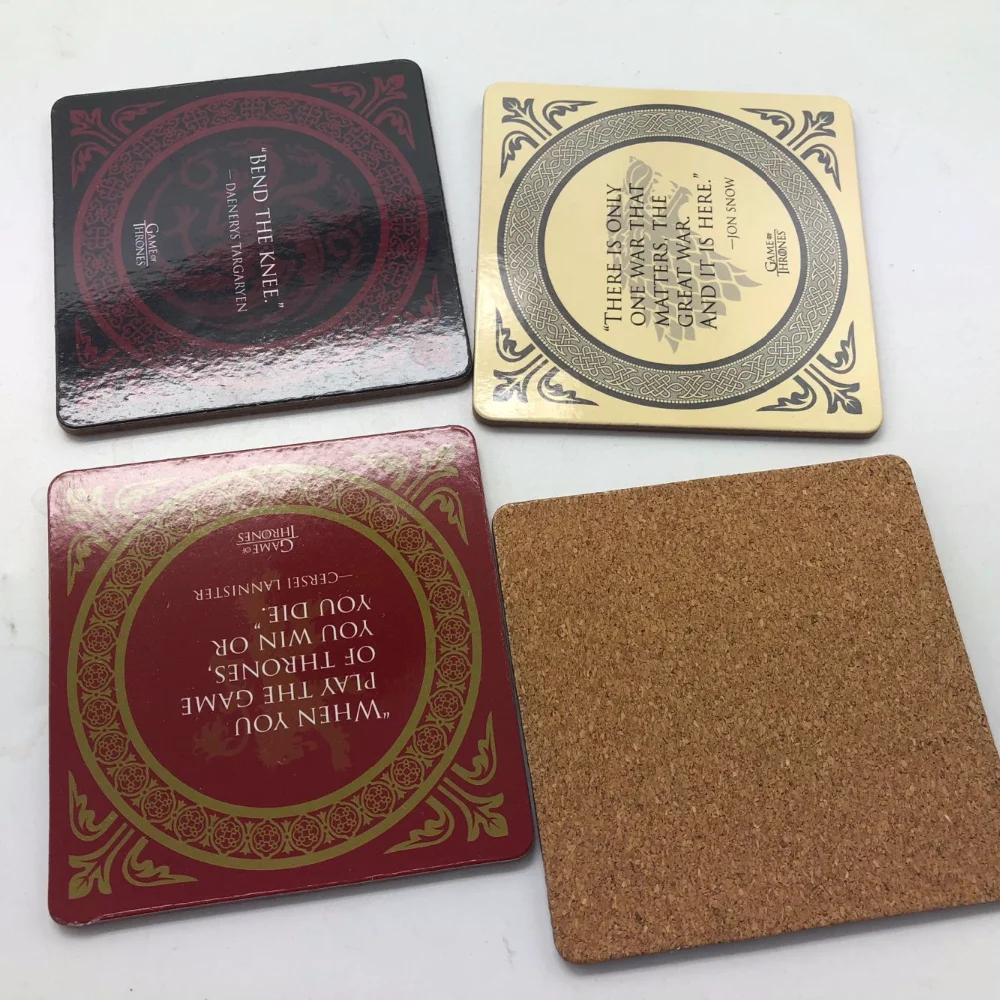 "BEND THE KNEE."
—DAENERYS TARGARYEN
GAME OF
THRONES
"THERE IS ONLY
ONE WAR THAT
MATTERS, THE
GREAT WAR.
AND IT IS HERE."
—JON SNOW
GAME OF
THRONES
"WHEN YOU
PLAY THE GAME
OF THRONES,
YOU WIN OR
YOU DIE."
—CERSEI LANNISTER
GAME OF
THRONES